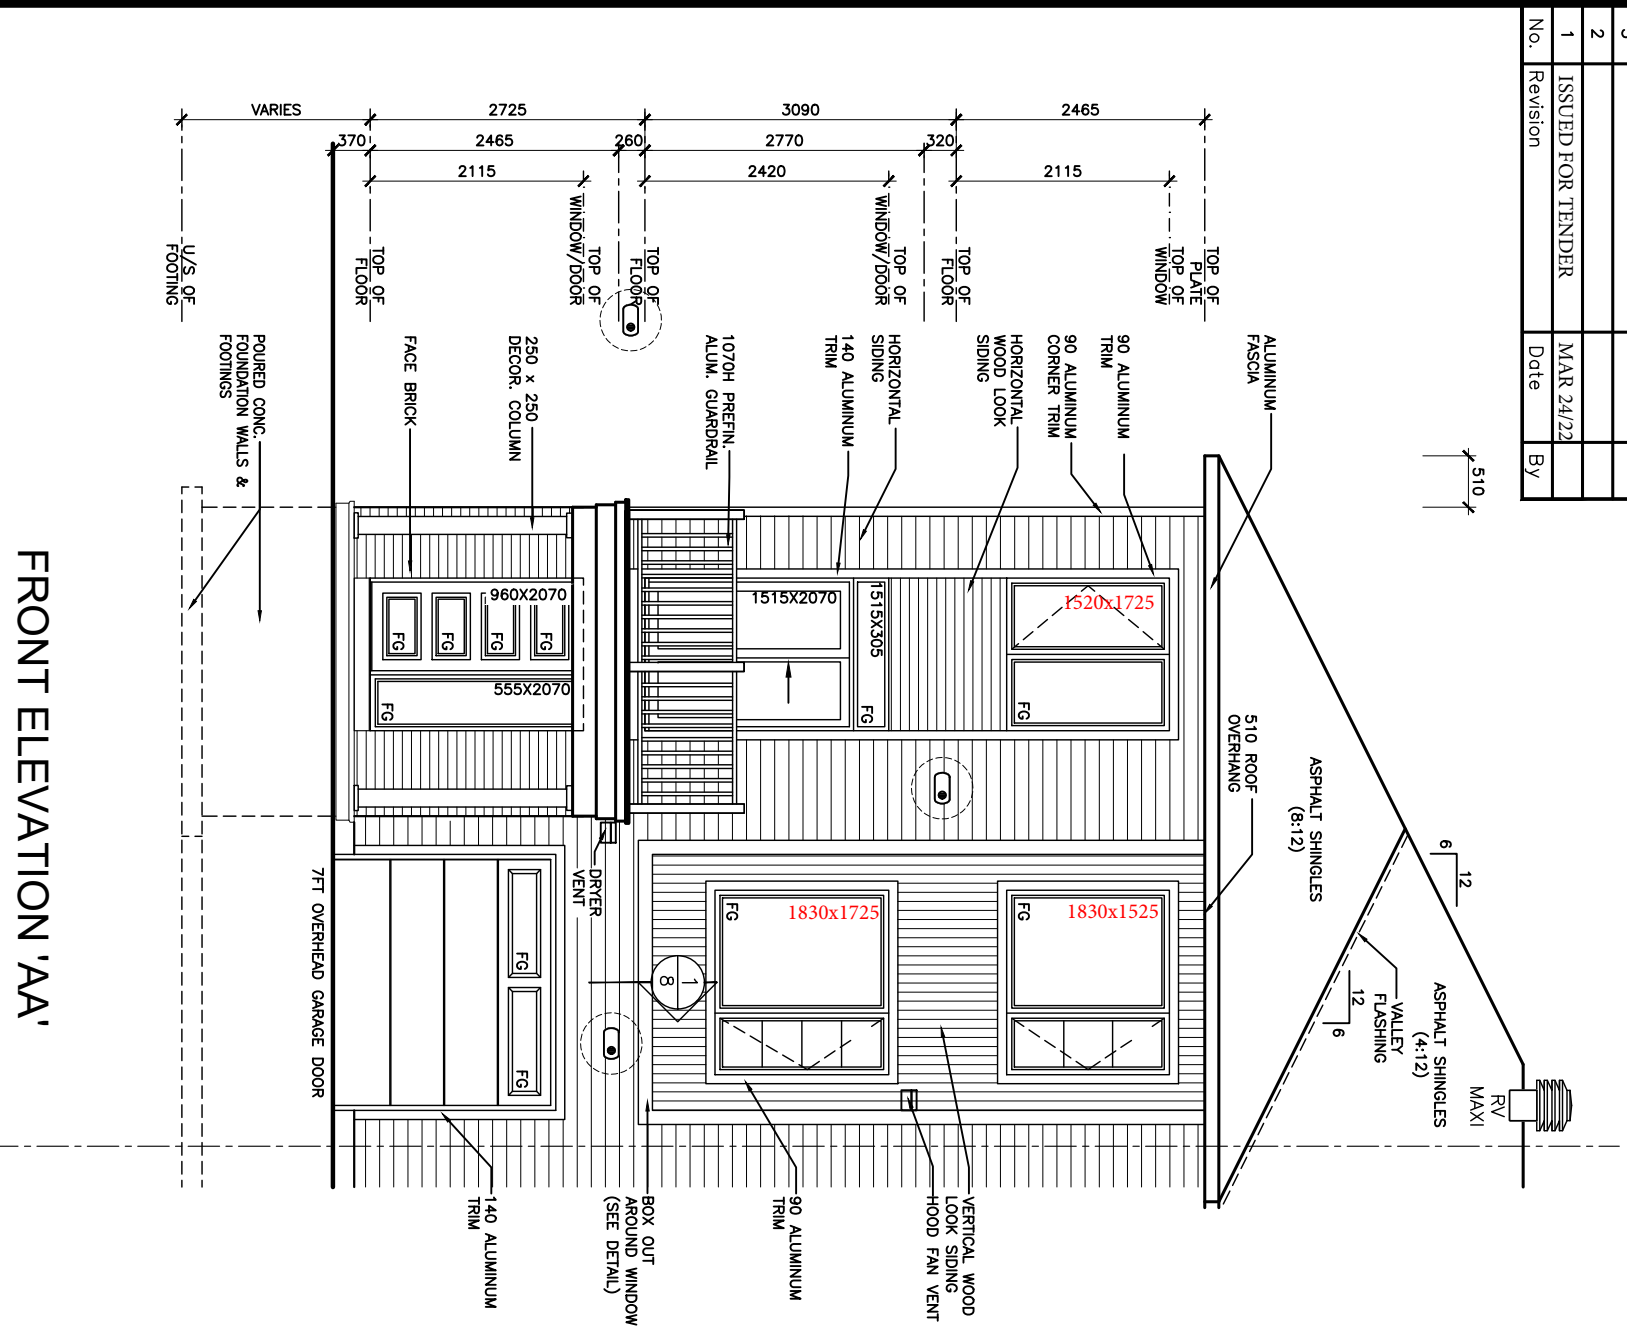 3
2
1 ISSUED FOR TENDER MAR 24/22
No. Revision Date By
510
RV
MAXI
12
6
ASPHALT SHINGLES
(4:12)
VALLEY
FLASHING
12
6
ASPHALT SHINGLES
(8:12)
510 ROOF
OVERHANG
ALUMINUM
FASCIA
90 ALUMINUM
TRIM
90 ALUMINUM
CORNER TRIM
HORIZONTAL
WOOD LOOK
SIDING
HORIZONTAL
SIDING
140 ALUMINUM
TRIM
1070H PREFIN.
ALUM. GUARDRAIL
250 x 250
DECOR. COLUMN
FACE BRICK
POURED CONC.
FOUNDATION WALLS &
FOOTINGS
2465
3090
2725
VARIES
320
2770
260
2465
370
2115
2420
2115
TOP OF
PLATE
TOP OF
WINDOW
TOP OF
FLOOR
TOP OF
WINDOW/DOOR
TOP OF
FLOOR
TOP OF
WINDOW/DOOR
TOP OF
FLOOR
U/S OF
FOOTING
1520x1725
FG
1515X305
FG
1515X2070
960X2070
FG
FG
FG
FG
555X2070
FG
1830x1525
FG
1830x1725
FG
1
8
DRYER
VENT
FG
FG
7FT OVERHEAD GARAGE DOOR
VERTICAL WOOD
LOOK SIDING
HOOD FAN VENT
90 ALUMINUM
TRIM
BOX OUT
AROUND WINDOW
(SEE DETAIL)
140 ALUMINUM
TRIM
FRONT ELEVATION 'AA'